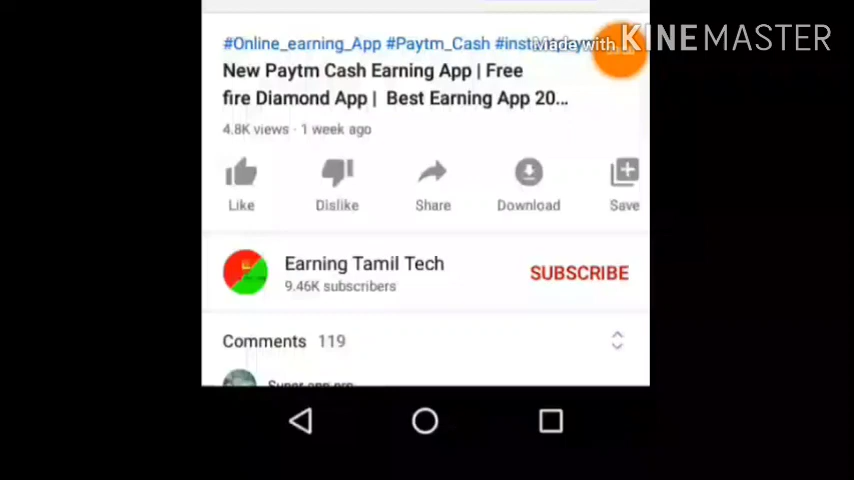 #Online_earning_App #Paytm_Cash
Made with KINEMASTER
New Paytm Cash Earning App | Free
fire Diamond App | Best Earning App 20...
4.8K views · 1 week ago
Like Dislike Share Download Save
Earning Tamil Tech
SUBSCRIBE
9.46K subscribers
Comments 119